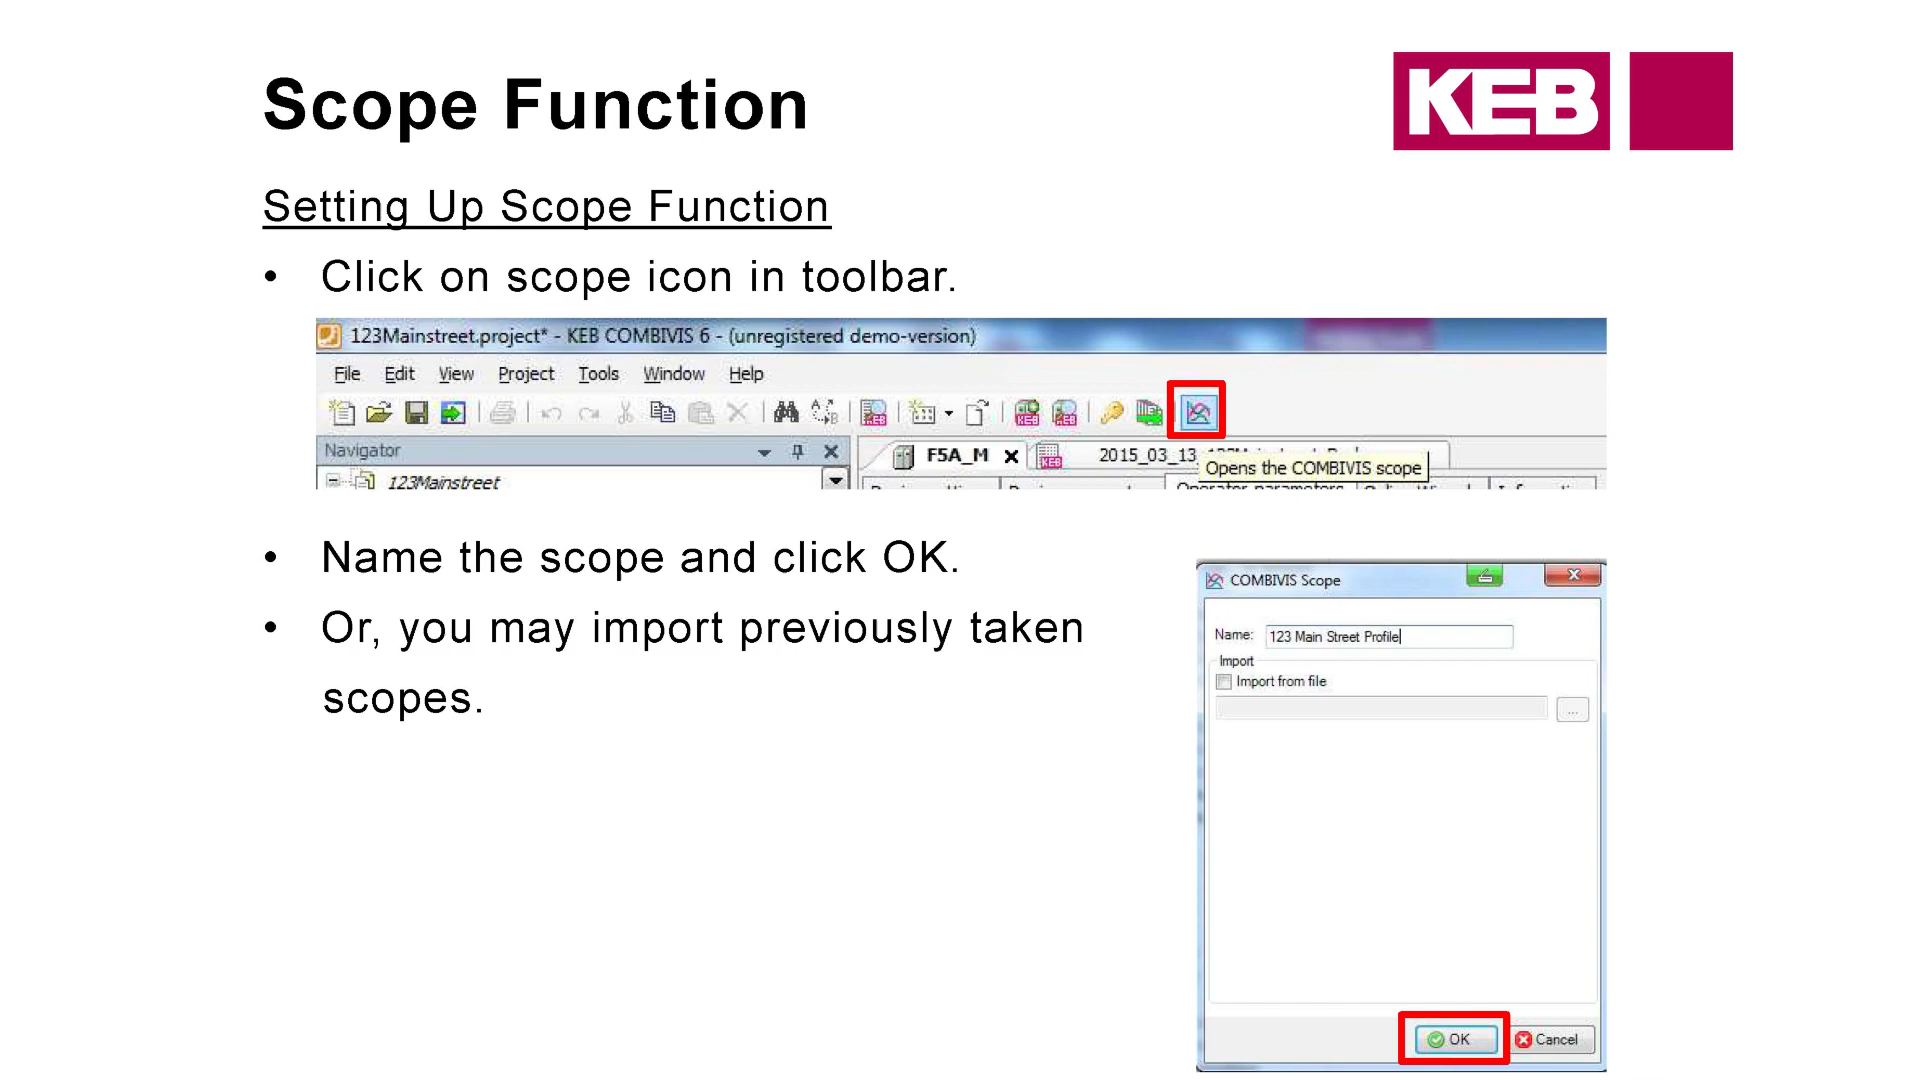 Scope Function
KEB
Setting Up Scope Function
• Click on scope icon in toolbar.
123Mainstreet.project* - KEB COMBIVIS 6 - (unregistered demo-version)
File Edit View Project Tools Window Help
Navigator
F5A_M
2015_03_13
Opens the COMBIVIS scope
123Mainstreet
Operator parameters
• Name the scope and click OK.
• Or, you may import previously taken
scopes.
COMBIVIS Scope
Name: 123 Main Street Profile
Import
Import from file
...
OK Cancel